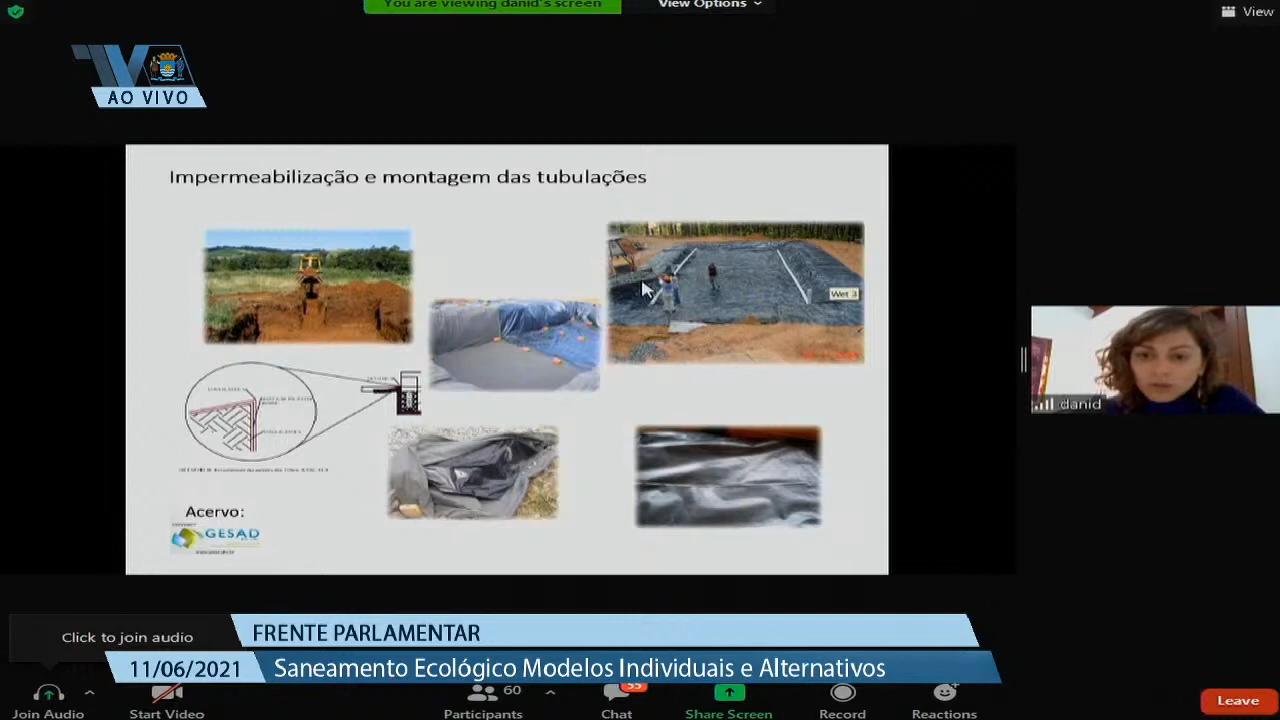 You are viewing danid's screen
View Options
View
AO VIVO
Impermeabilização e montagem das tubulações
Wet 3
danid
Acervo:
GESAD
Click to join audio
FRENTE PARLAMENTAR
11/06/2021
Saneamento Ecológico Modelos Individuais e Alternativos
60
55
Join Audio
Start Video
Participants
Chat
Share Screen
Record
Reactions
Leave